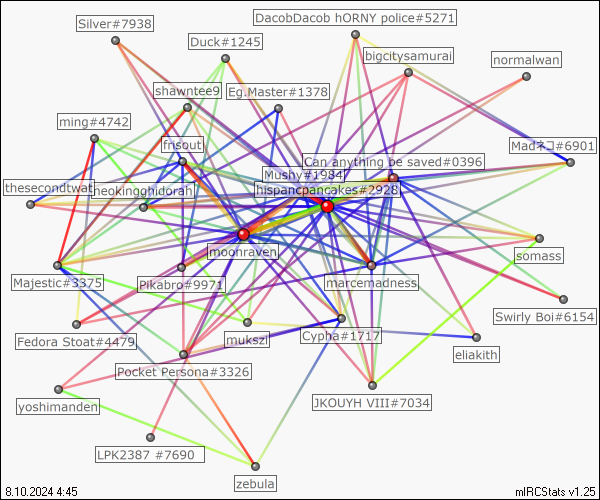 DacobDacob hORNY police#5271
Silver#7938
Duck#1245
bigcitysamurai
normalwan
shawntee9
Eg.Master#1378
ming#4742
frisout
Madネコ#6901
Can anything be saved#0396
Mushy#1984
thesecondtwat
heokingghidorah
hispancpancakes#2928
moonraven
somass
Majestic#3375
Pikabro#9971
marcemadness
Swirly Boi#6154
Fedora Stoat#4479
mukszi
Cypha#1717
eliakith
Pocket Persona#3326
yoshimanden
JKOUYH VIII#7034
LPK2387 #7690
zebula
8.10.2024 4:45
mIRCStats v1.25